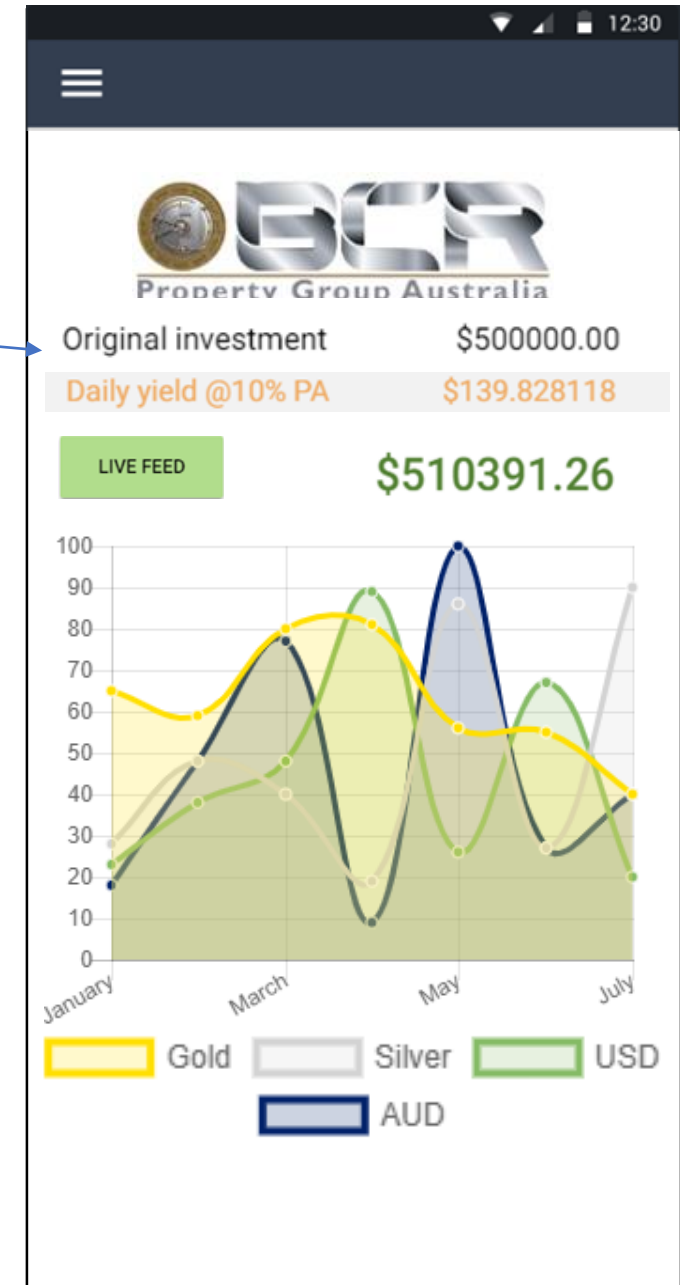 12:30
BCR
Property Group Australia
Original investment $500000.00
Daily yield @10% PA $139.828118
LIVE FEED $510391.26
100
90
80
70
60
50
40
30
20
10
0
January March May July
Gold Silver USD
AUD